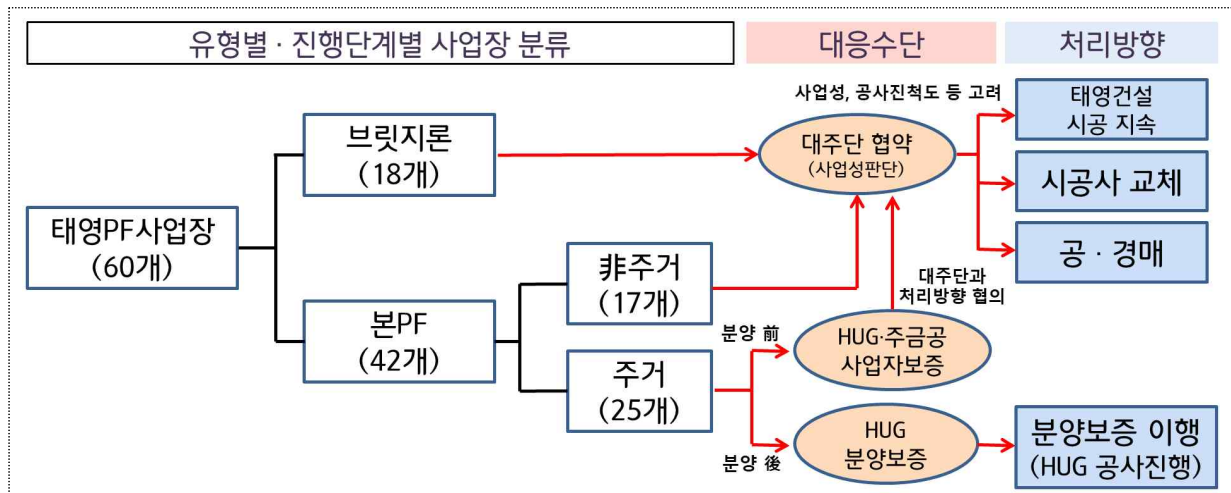 유형별 · 진행단계별 사업장 분류
대응수단
처리방향
사업성, 공사진척도 등 고려
태영건설
시공 지속
브릿지론
(18개)
대주단 협약
(사업성판단)
시공사 교체
태영PF사업장
(60개)
공 · 경매
非주거
(17개)
대주단과
처리방향 협의
본PF
(42개)
분양 前
HUG·주금공
사업자보증
주거
(25개)
분양 後
HUG
분양보증
분양보증 이행
(HUG 공사진행)